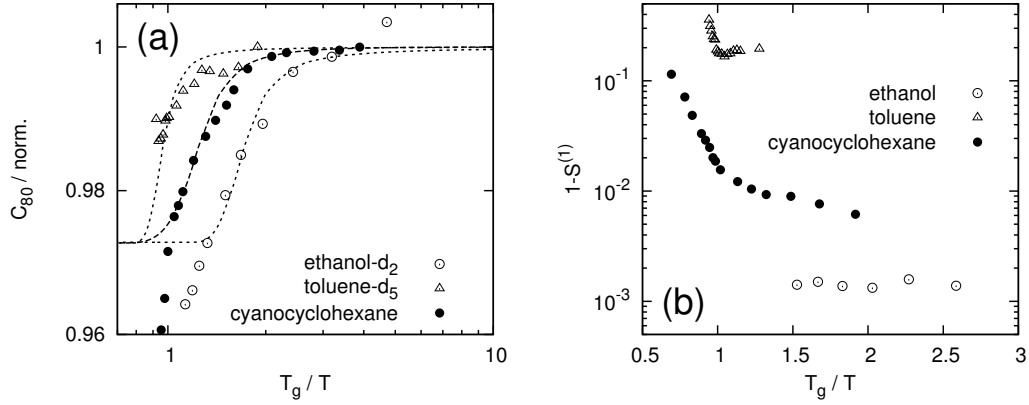 (a)
1
0.98
0.96
C80 / norm.
ethanol-d2
toluene-d5
cyanocyclohexane
1
10
Tg / T
10-1
10-2
10-3
1-S(1)
ethanol
toluene
cyanocyclohexane
(b)
0.5
1
1.5
2
2.5
3
Tg / T